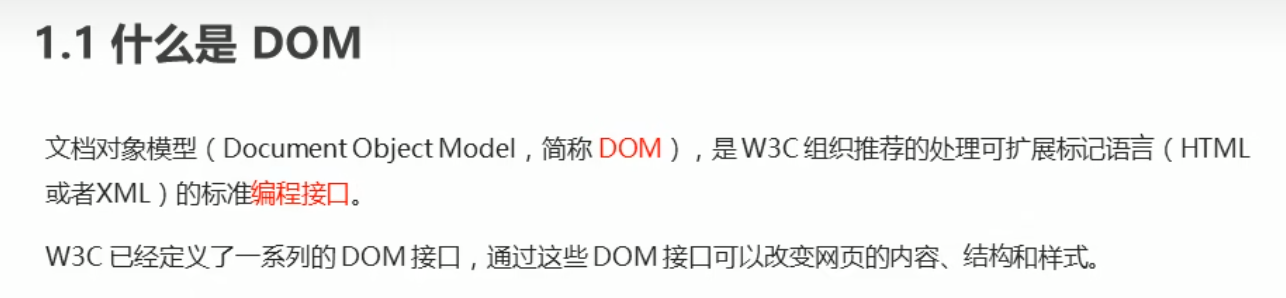 1.1 什么是 DOM
文档对象模型（Document Object Model，简称 DOM），是 W3C 组织推荐的处理可扩展标记语言（HTML
或者XML）的标准编程接口。
W3C 已经定义了一系列的 DOM 接口，通过这些 DOM 接口可以改变网页的内容、结构和样式。